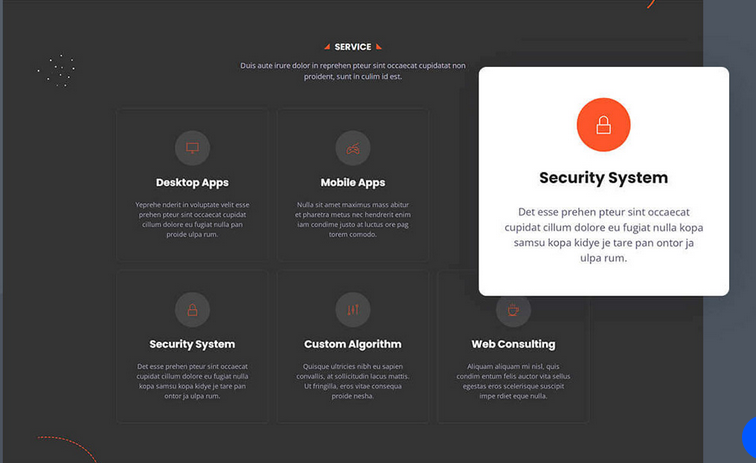 SERVICE
Duis aute irure dolor in reprehen pteur sint occaecat cupidatat non
proident, sunt in culim id est.
Desktop Apps
Yeprehe nderit in voluptate velit esse
prehen pteur sint occaecat cupidat
cillum dolore eu fugiat nulla pan
proide ulpa rum.
Mobile Apps
Nulla sit amet maximus mass abitur
et pharetra metus nec hendrerit enim
iam condime justo at luctus ore pag
torem comodo.
Security System
Det esse prehen pteur sint occaecat
cupidat cillum dolore eu fugiat nulla kopa
samsu kopa kidye je tare pan ontor ja
ulpa rum.
Security System
Det esse prehen pteur sint occaecat
cupidat cillum dolore eu fugiat nulla
kopa samsu kopa kidye je tare pan
ontor ja ulpa rum.
Custom Algorithm
Quisque ultricies nibh eu sapien
convallis, at sollicitudin lacus mattis.
Ut fringilla, eros vitae consequa
proide nesha.
Web Consulting
Aliquam aliquam mi nisl, quis
condim entum felis auctor vita sellus
egestas eros scelerisque suscipit
impe rdiet eque nulla.